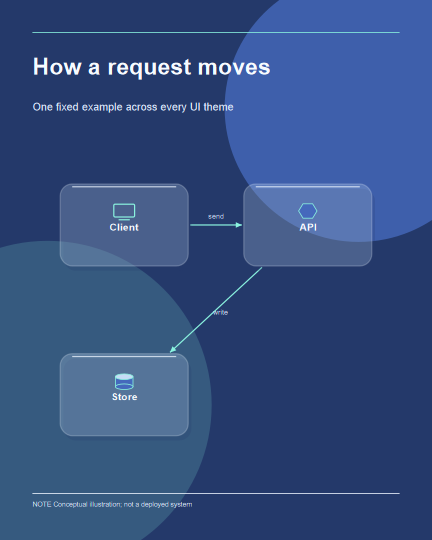 How a request moves
One fixed example across every UI theme
send
Client
API
write
Store
NOTE Conceptual illustration; not a deployed system